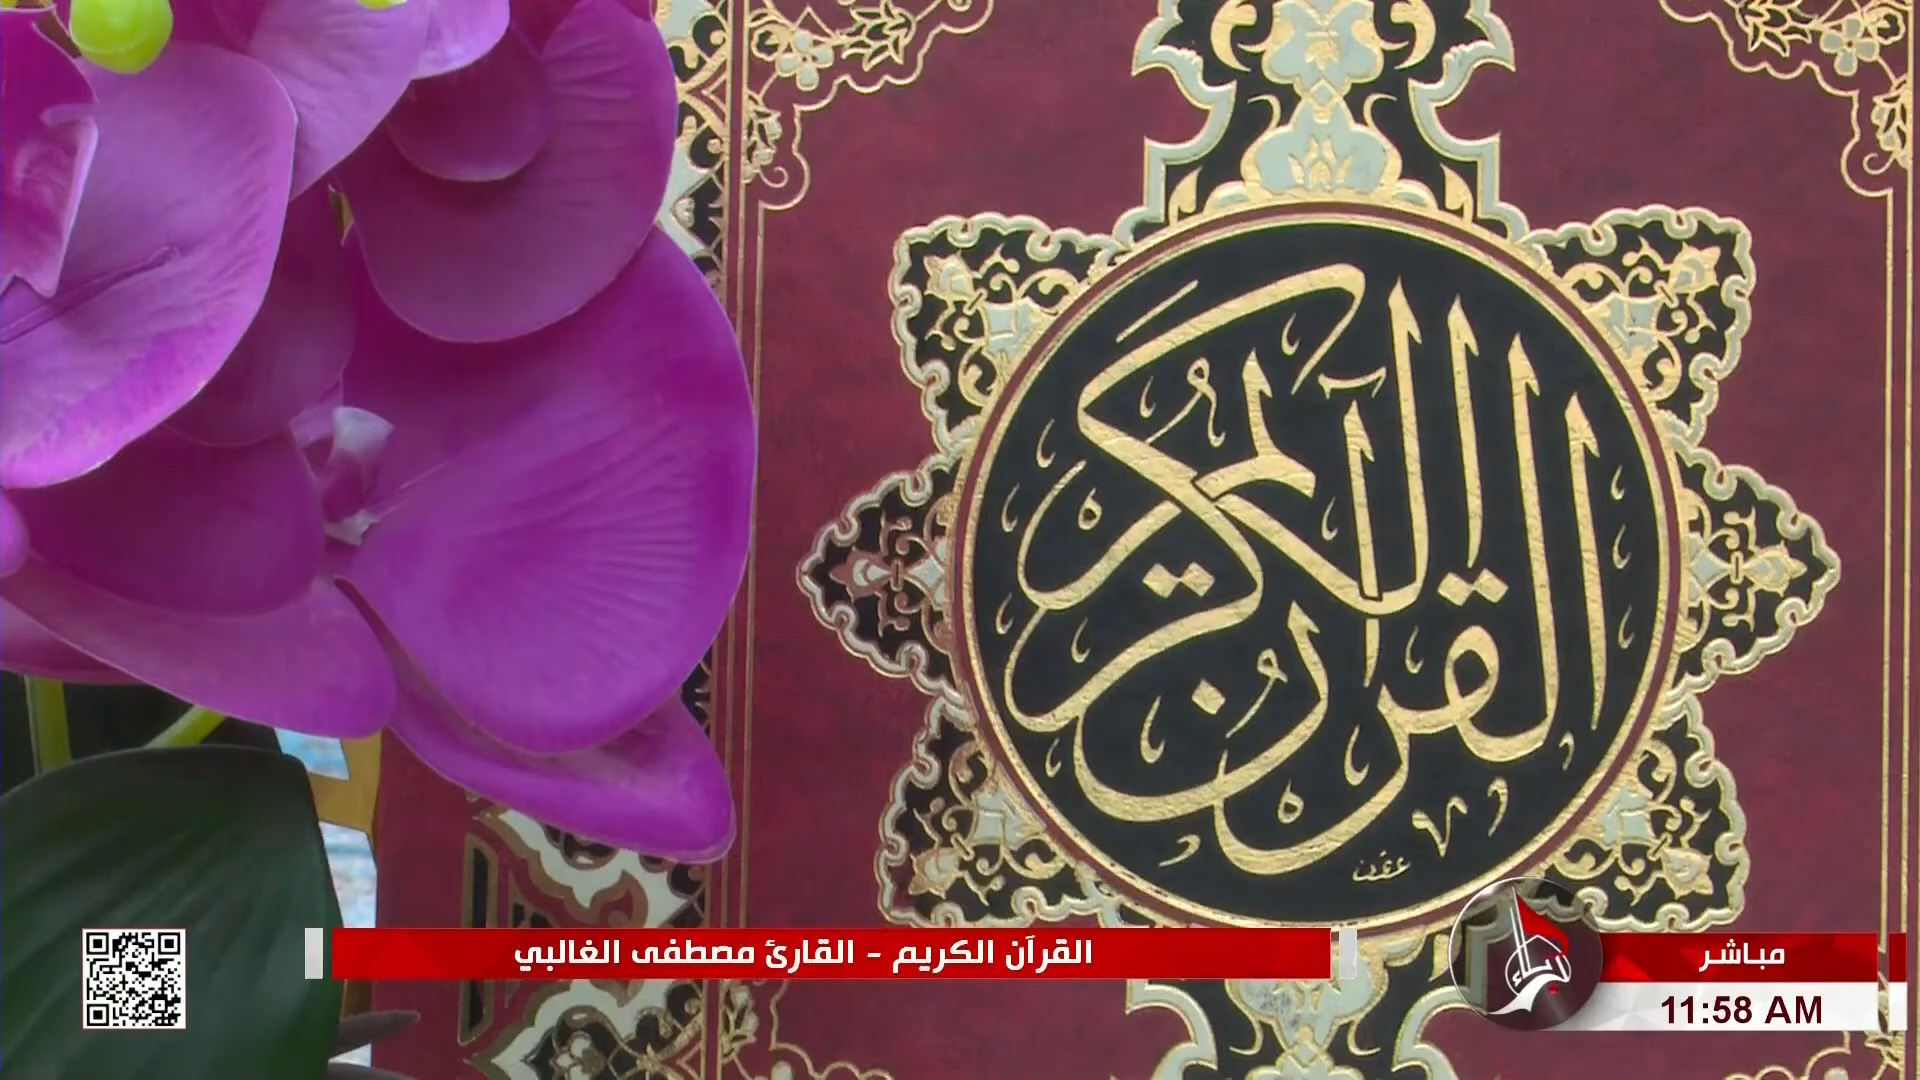 القرآن الكريم
القرآن الكريم - القارئ مصطفى الغالبي
مباشر
11:58 AM